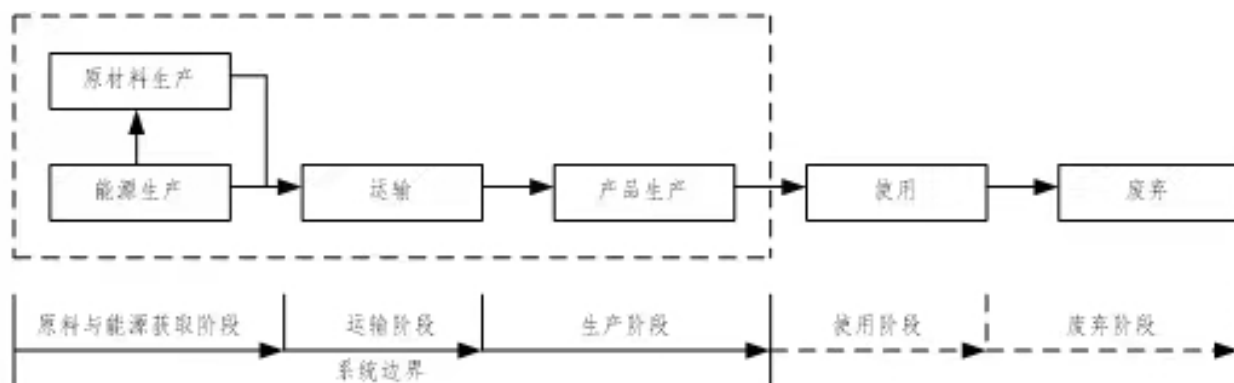 原材料生产
能源生产
运输
产品生产
使用
废弃
原料与能源获取阶段
运输阶段
生产阶段
使用阶段
废弃阶段
系统边界